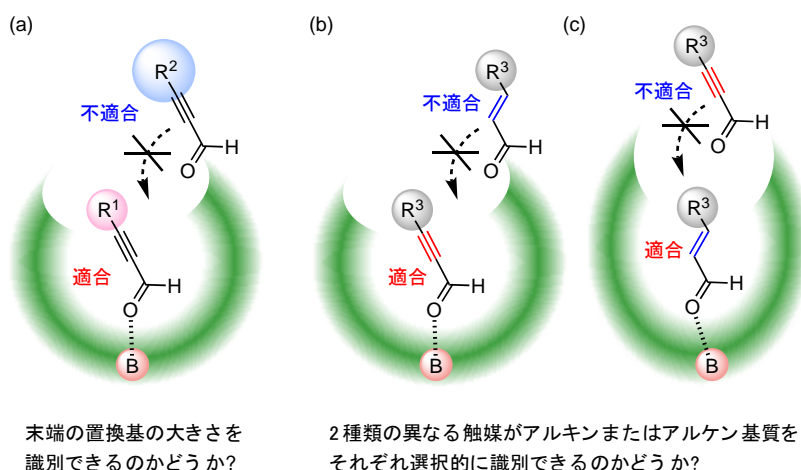 (a)
R2
不適合
H
O
R1
適合
H
O
B
(b)
R3
不適合
H
O
R3
適合
H
O
B
(c)
R3
不適合
H
O
R3
適合
H
O
B
末端の置換基の大きさを
識別できるのかどうか?
2種類の異なる触媒がアルキンまたはアルケン基質を
それぞれ選択的に識別できるのかどうか?